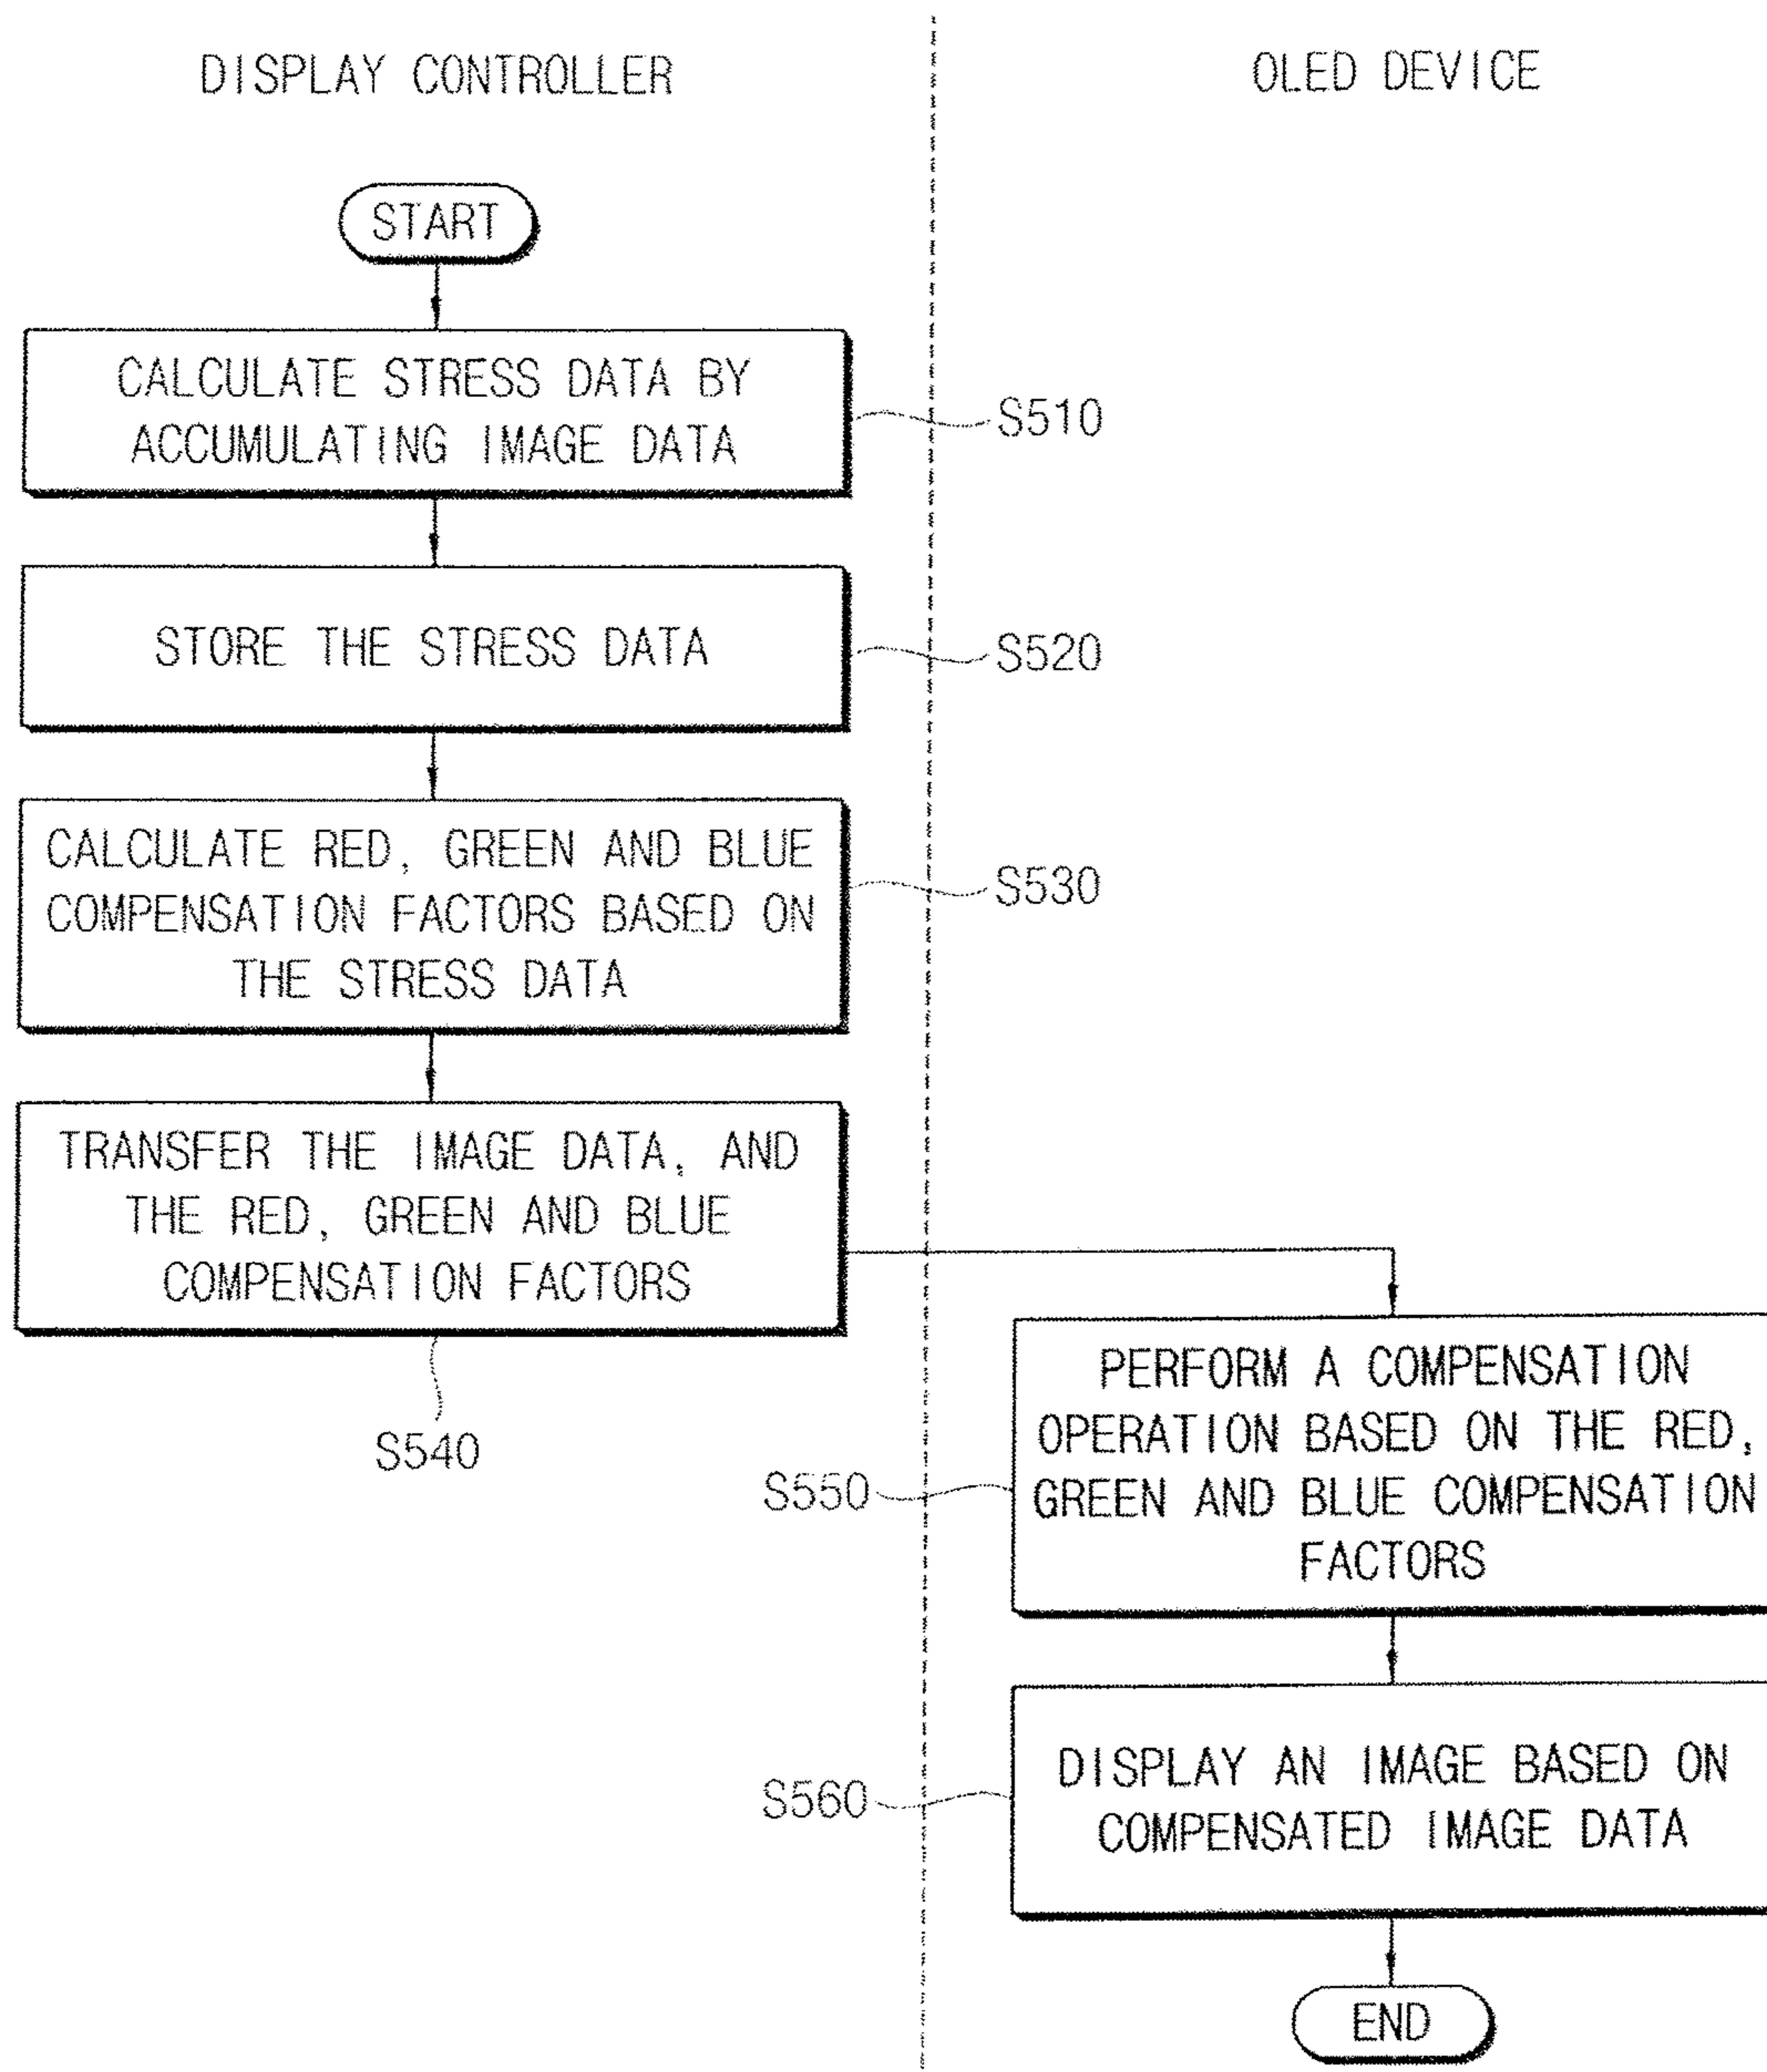 DISPLAY CONTROLLER
OLED DEVICE
START
CALCULATE STRESS DATA BY
ACCUMULATING IMAGE DATA
S510
STORE THE STRESS DATA
S520
CALCULATE RED, GREEN AND BLUE
COMPENSATION FACTORS BASED ON
THE STRESS DATA
S530
TRANSFER THE IMAGE DATA, AND
THE RED, GREEN AND BLUE
COMPENSATION FACTORS
S540
PERFORM A COMPENSATION
OPERATION BASED ON THE RED,
GREEN AND BLUE COMPENSATION
FACTORS
S550
DISPLAY AN IMAGE BASED ON
COMPENSATED IMAGE DATA
S560
END